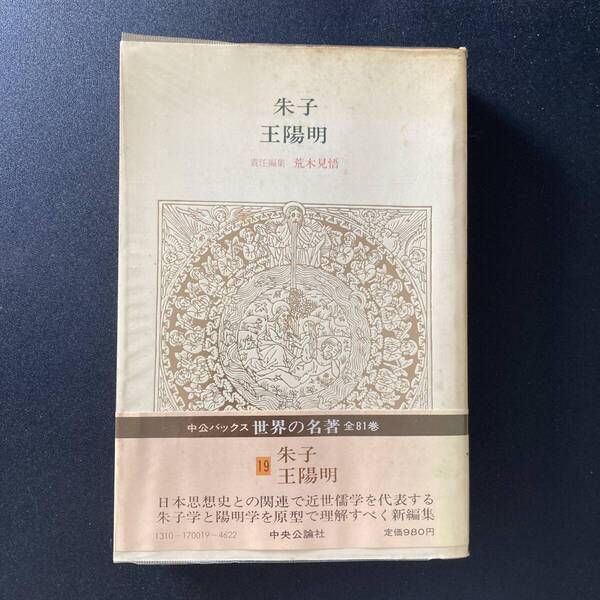 朱子
王陽明
責任編集 荒木見悟
中公バックス 世界の名著 全81巻
19 朱子
王陽明
日本思想史との関連で近世儒学を代表する
朱子学と陽明学を原型で理解すべく新編集
1310-170019-4622 中央公論社 定価980円